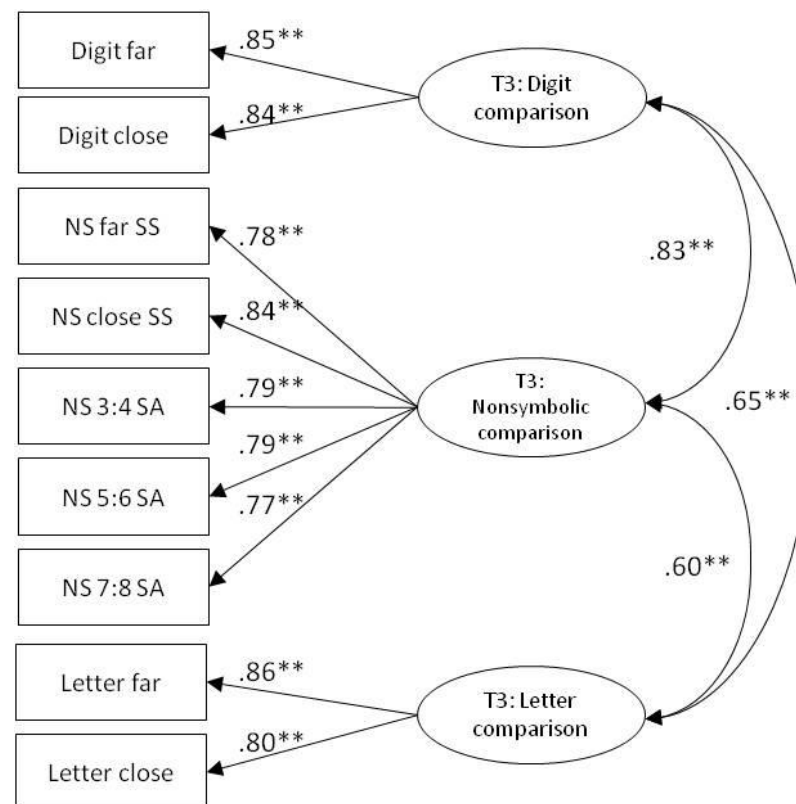 Digit far
.85**
T3: Digit
comparison
Digit close
.84**
NS far SS
.78**
.83**
NS close SS
.84**
NS 3:4 SA
.79**
T3:
Nonsymbolic
comparison
.65**
NS 5:6 SA
.79**
NS 7:8 SA
.77**
.60**
Letter far
.86**
T3: Letter
comparison
Letter close
.80**